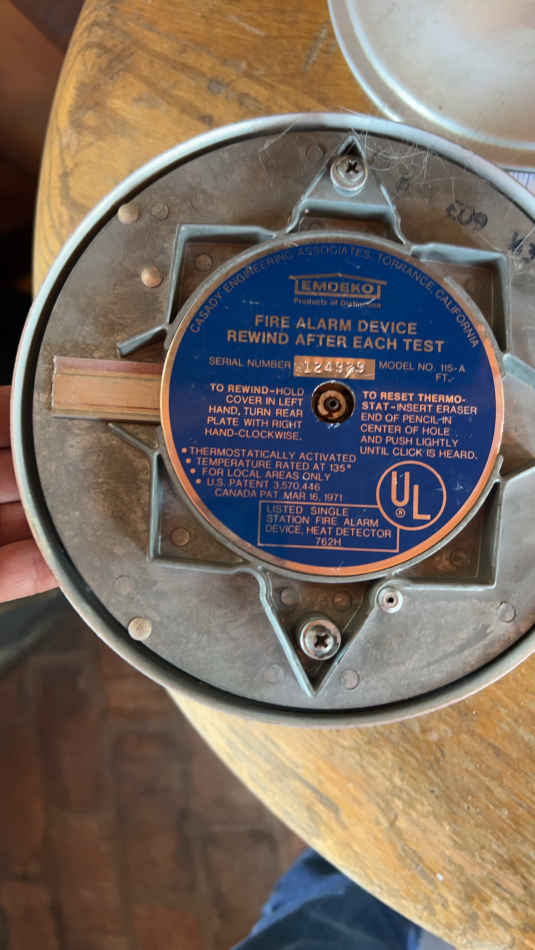 CASADY ENGINEERING ASSOCIATES, TORRANCE, CALIFORNIA
EMDEKO
Products of Distinction
FIRE ALARM DEVICE
REWIND AFTER EACH TEST
SERIAL NUMBER MODEL NO. 115-A
FT.
TO REWIND-HOLD
COVER IN LEFT
HAND, TURN REAR
PLATE WITH RIGHT
HAND-CLOCKWISE.
TO RESET THERMO-
STAT-INSERT ERASER
END OF PENCIL-IN
CENTER OF HOLE
AND PUSH LIGHTLY
UNTIL CLICK IS HEARD.
• THERMOSTATICALLY ACTIVATED
• TEMPERATURE RATED AT 135°
• FOR LOCAL AREAS ONLY
• U.S. PATENT 3,570,446
CANADA PAT. MAR 16, 1971
UL
®
LISTED SINGLE
STATION FIRE ALARM
DEVICE, HEAT DETECTOR
762H